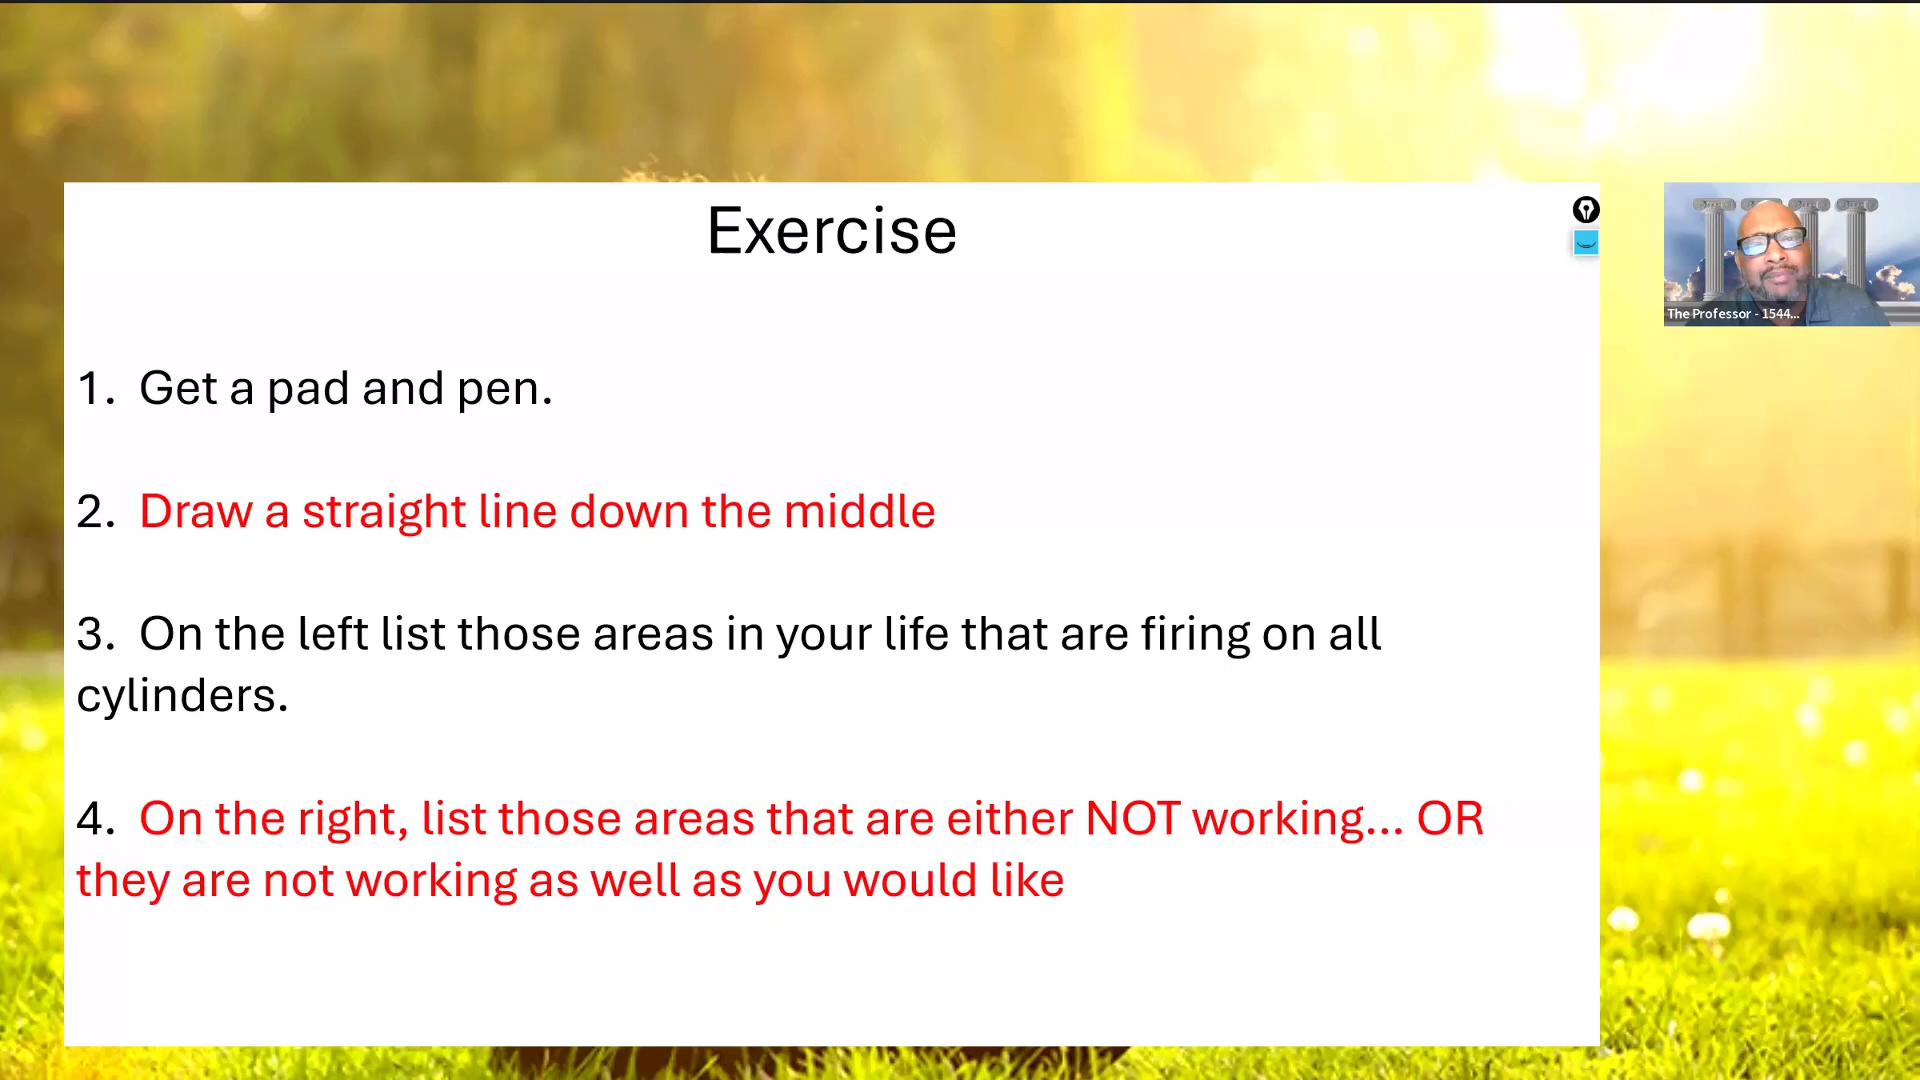 Exercise
1. Get a pad and pen.
2. Draw a straight line down the middle
3. On the left list those areas in your life that are firing on all
cylinders.
4. On the right, list those areas that are either NOT working... OR
they are not working as well as you would like
The Professor - 1544...